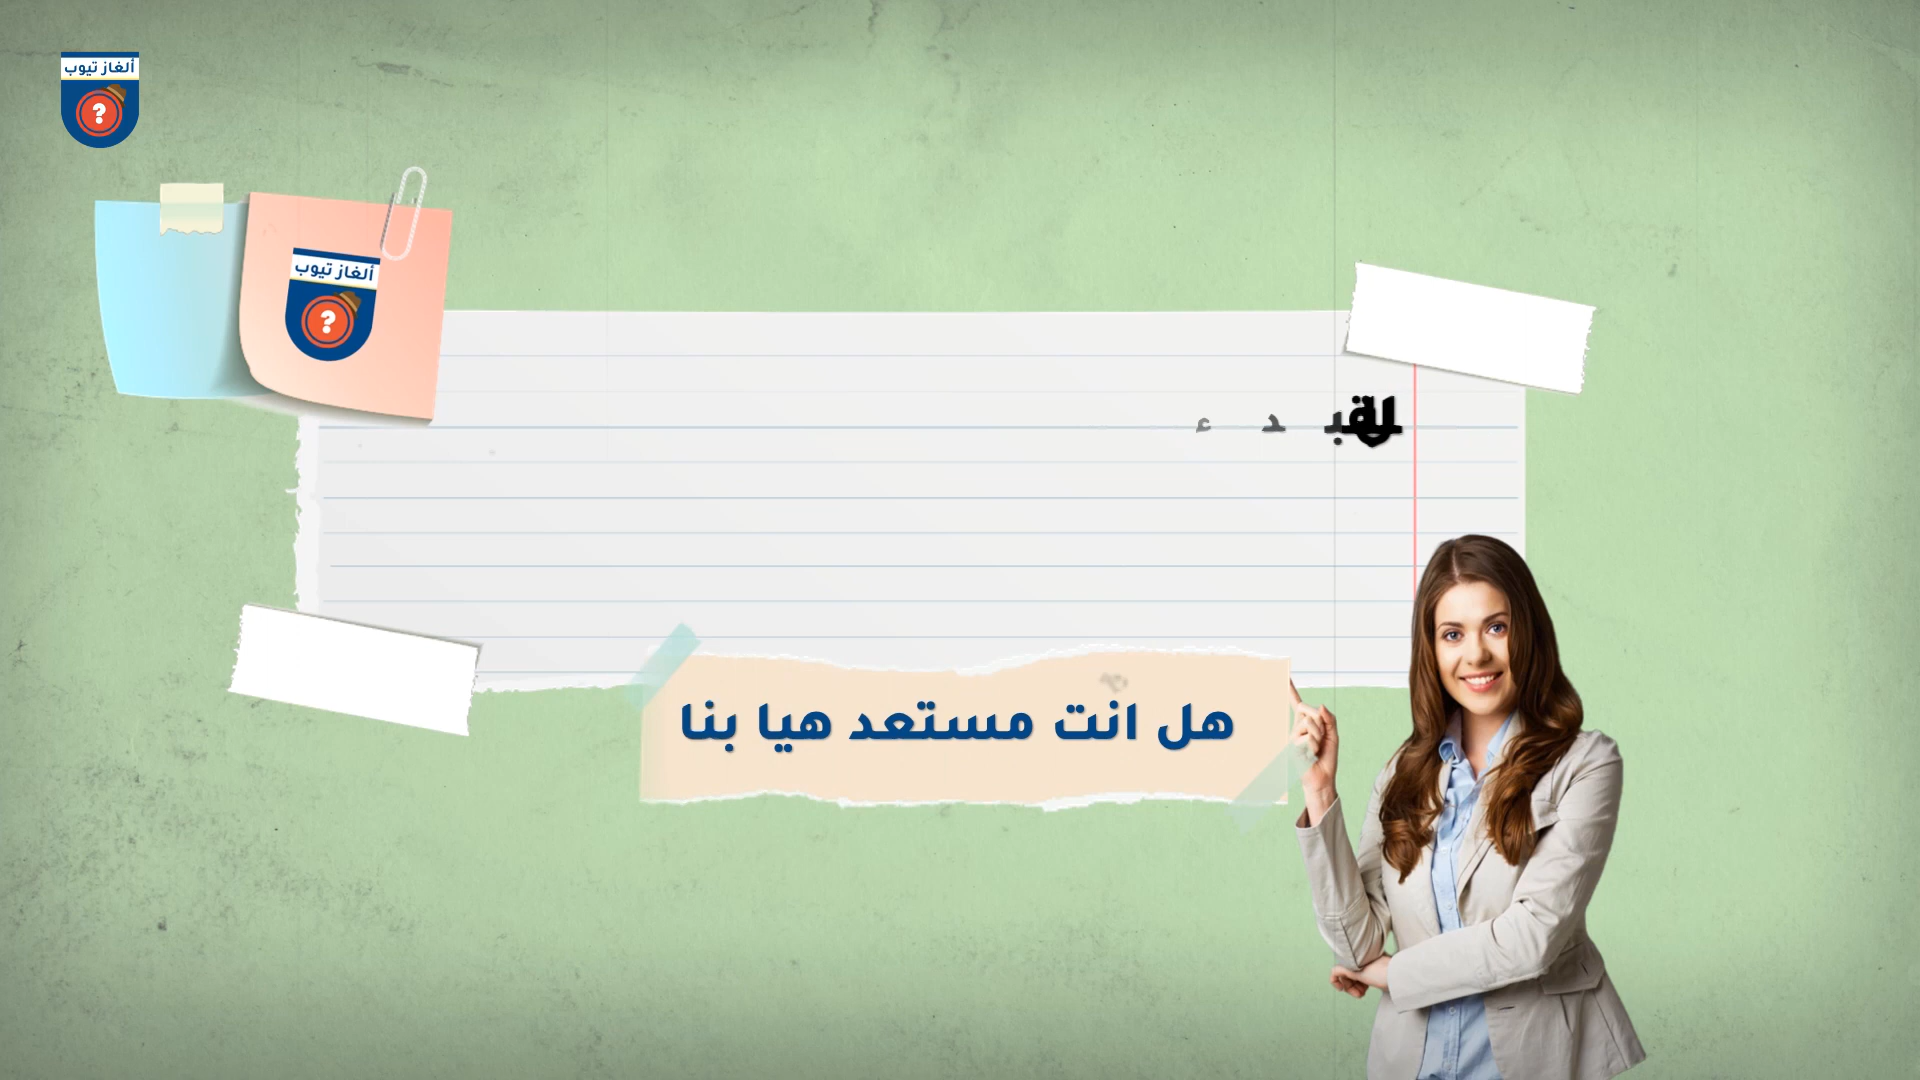 ألغاز تيوب
?
ألغاز تيوب
?
هل انت مستعد هيا بنا